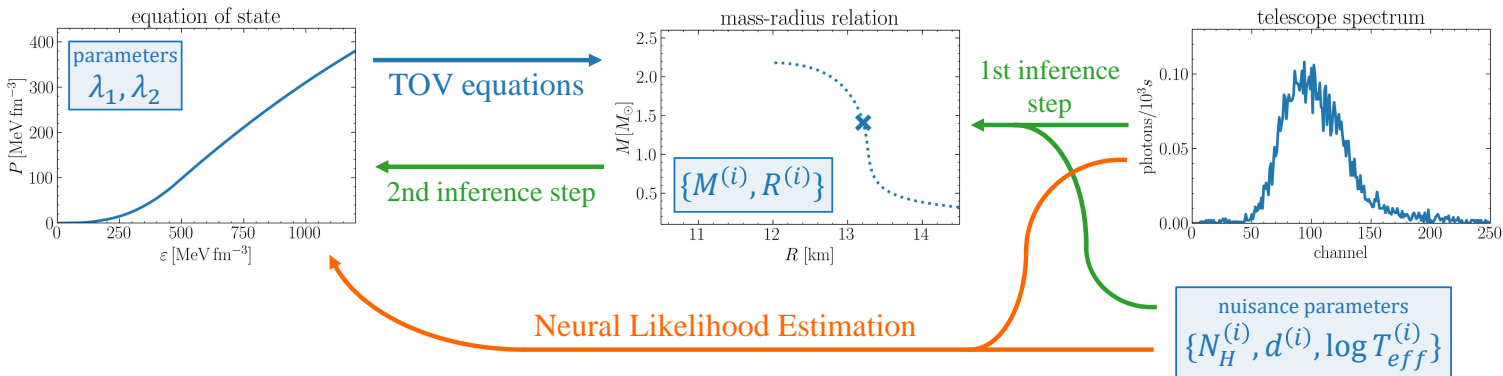 equation of state
400
300
200
100
0
P [MeV fm⁻³]
0
250
500
750
1000
ε [MeV fm⁻³]
parameters
λ₁, λ₂
TOV equations
2nd inference step
mass-radius relation
2.5
2.0
1.5
1.0
0.5
M [M⊙]
11
12
13
14
R [km]
{M⁽ⁱ⁾, R⁽ⁱ⁾}
1st inference
step
telescope spectrum
0.10
0.05
0.00
photons/10³s
0
50
100
150
200
250
channel
nuisance parameters
{N_H^{(i)}, d^{(i)}, log T_{eff}^{(i)}}
Neural Likelihood Estimation